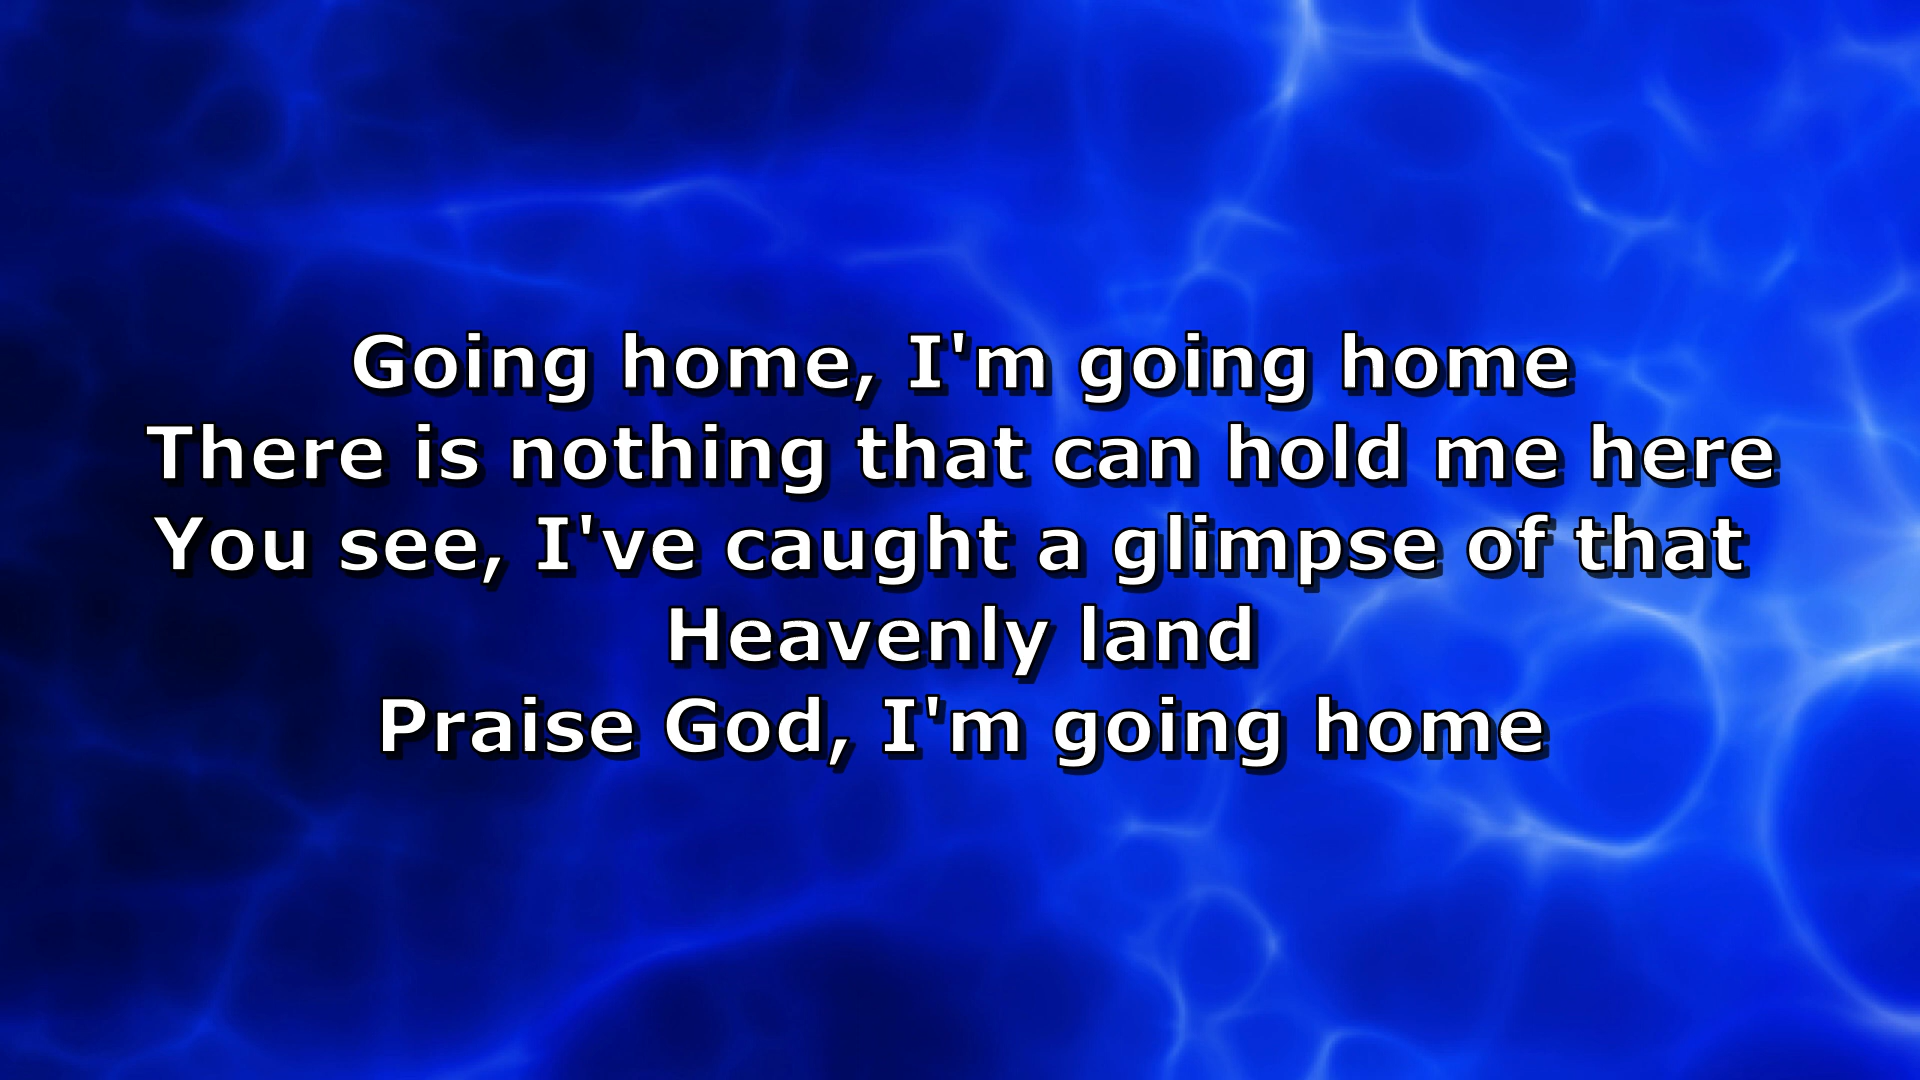 Going home, I'm going home
There is nothing that can hold me here
You see, I've caught a glimpse of that
Heavenly land
Praise God, I'm going home